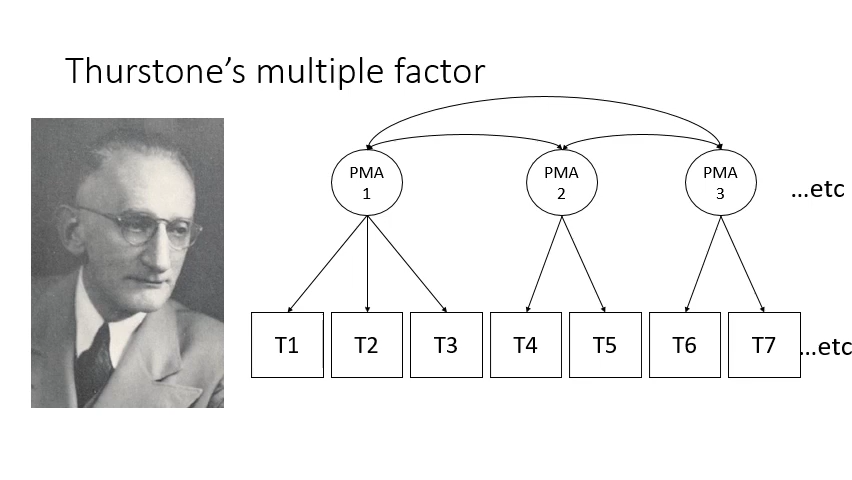 Thurstone’s multiple factor
PMA
1
PMA
2
PMA
3
...etc
T1
T2
T3
T4
T5
T6
T7
...etc